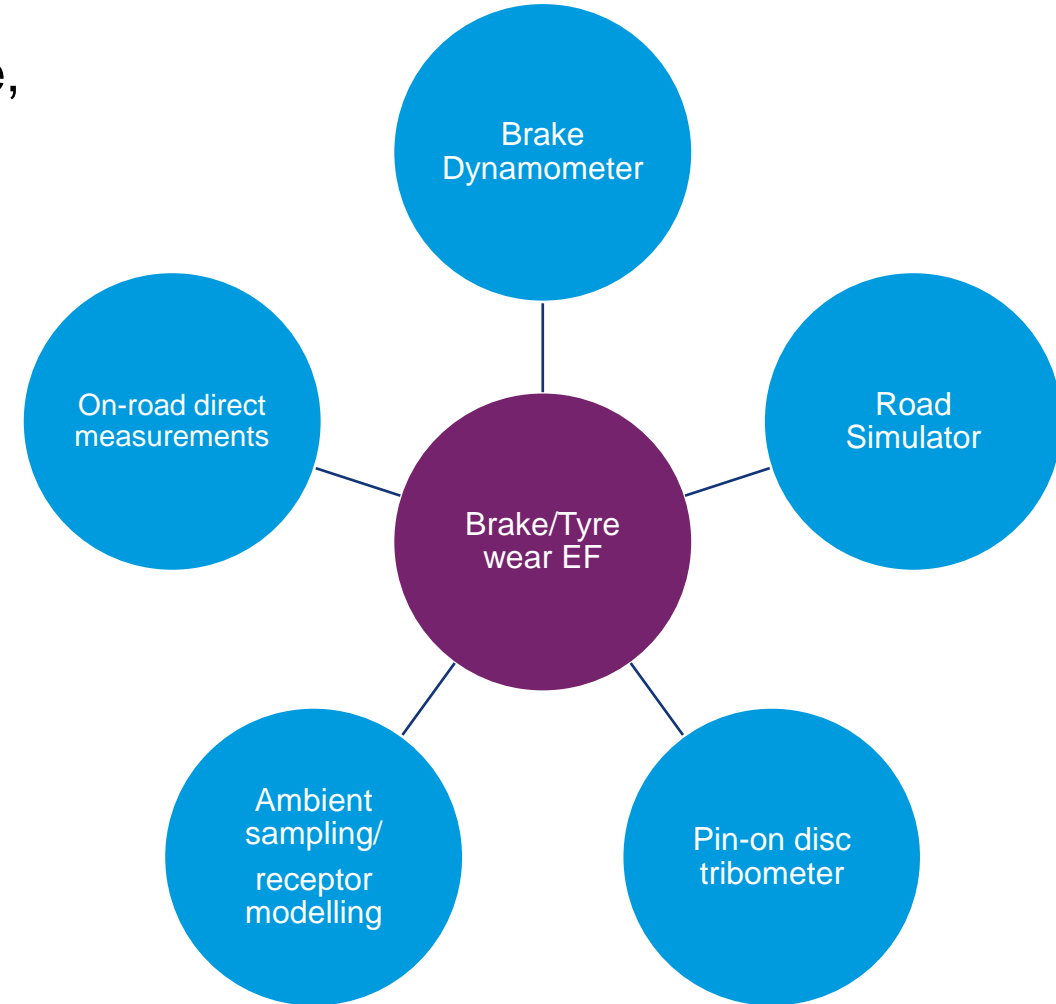 e,
Brake
Dynamometer
On-road direct
measurements
Road
Simulator
Brake/Tyre
wear EF
Ambient
sampling/
receptor
modelling
Pin-on disc
tribometer